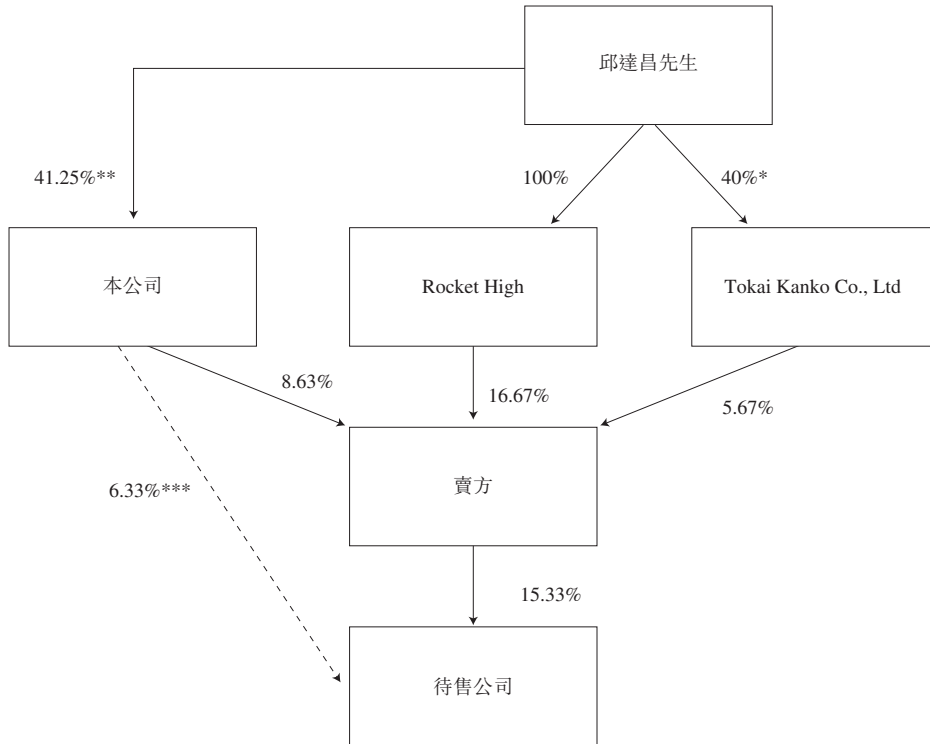 邱達昌先生
41.25%**
100%
40%*
本公司
Rocket High
Tokai Kanko Co., Ltd
8.63%
16.67%
5.67%
6.33%***
賣方
15.33%
待售公司